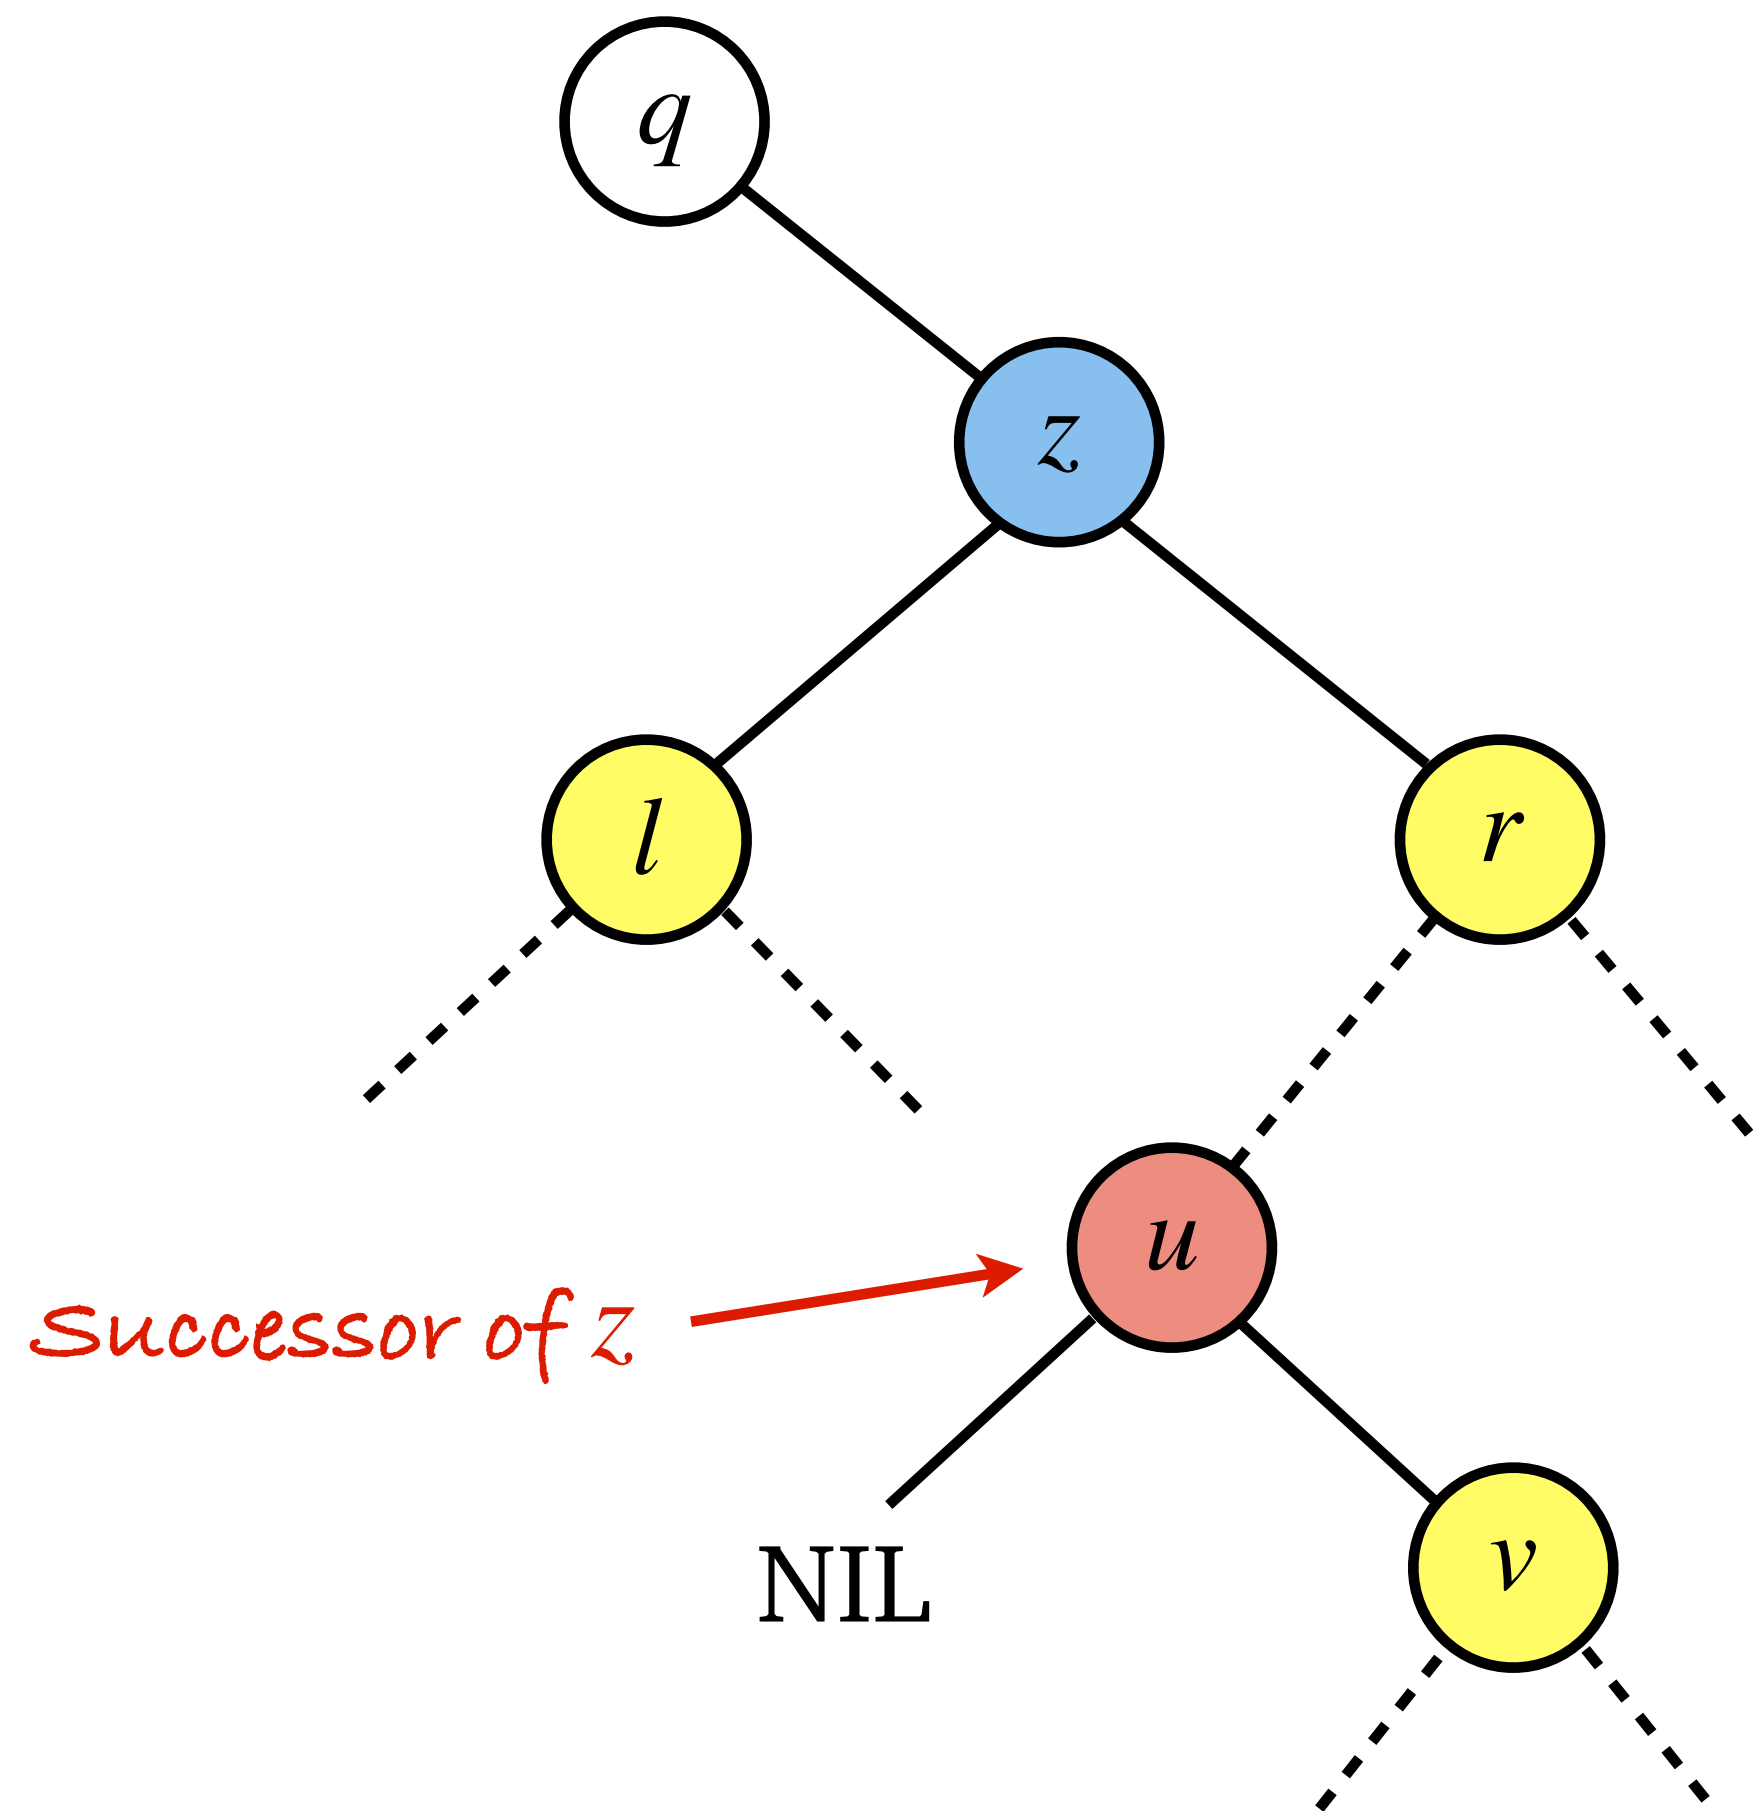 q
z
l
r
u
Successor of z
v
NIL